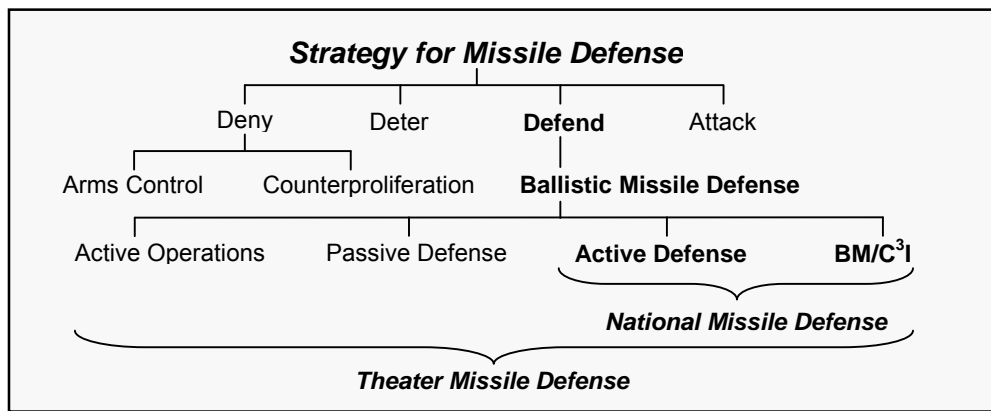 Strategy for Missile Defense
Deny Deter Defend Attack
Arms Control Counterproliferation Ballistic Missile Defense
Active Operations Passive Defense Active Defense BM/C³I
National Missile Defense
Theater Missile Defense